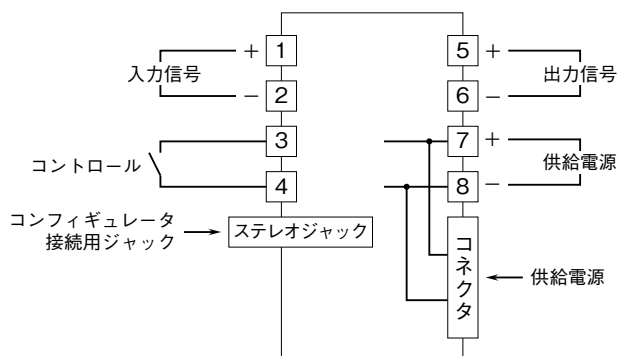 + 1
入力信号
− 2
3
コントロール
4
コンフィギュレータ
接続用ジャック
ステレオジャック
5 +
出力信号
6 −
7 +
供給電源
8 −
コネクタ
供給電源